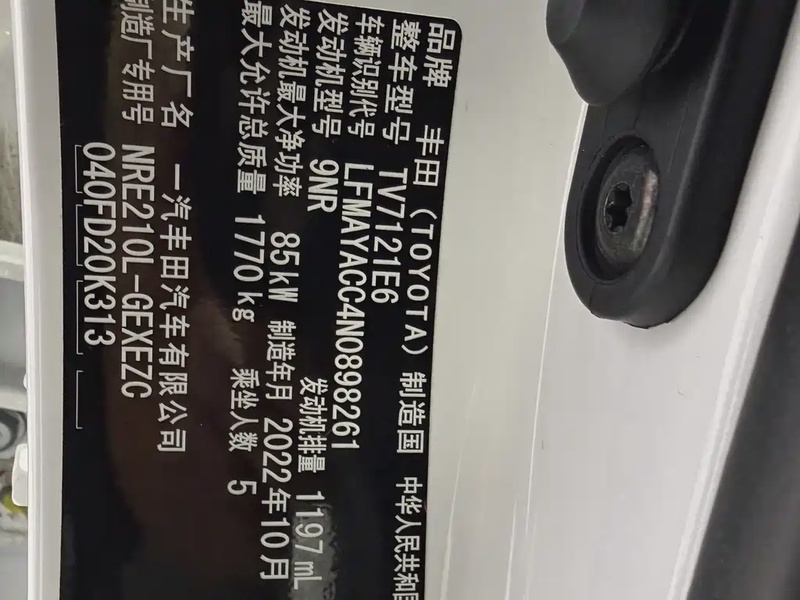 品牌 丰田（TOYOTA） 制造国 中华人民共和国
整车型号 TV7121E6
车辆识别代号 LFMAYACC4N0898261
发动机型号 9NR 发动机排量 1197 mL
发动机最大净功率 85kW 制造年月 2022年10月
最大允许总质量 1770kg 乘坐人数 5
生产厂名 一汽丰田汽车有限公司
制造厂专用号 NRE210L-GEXEZC
040FD20K313